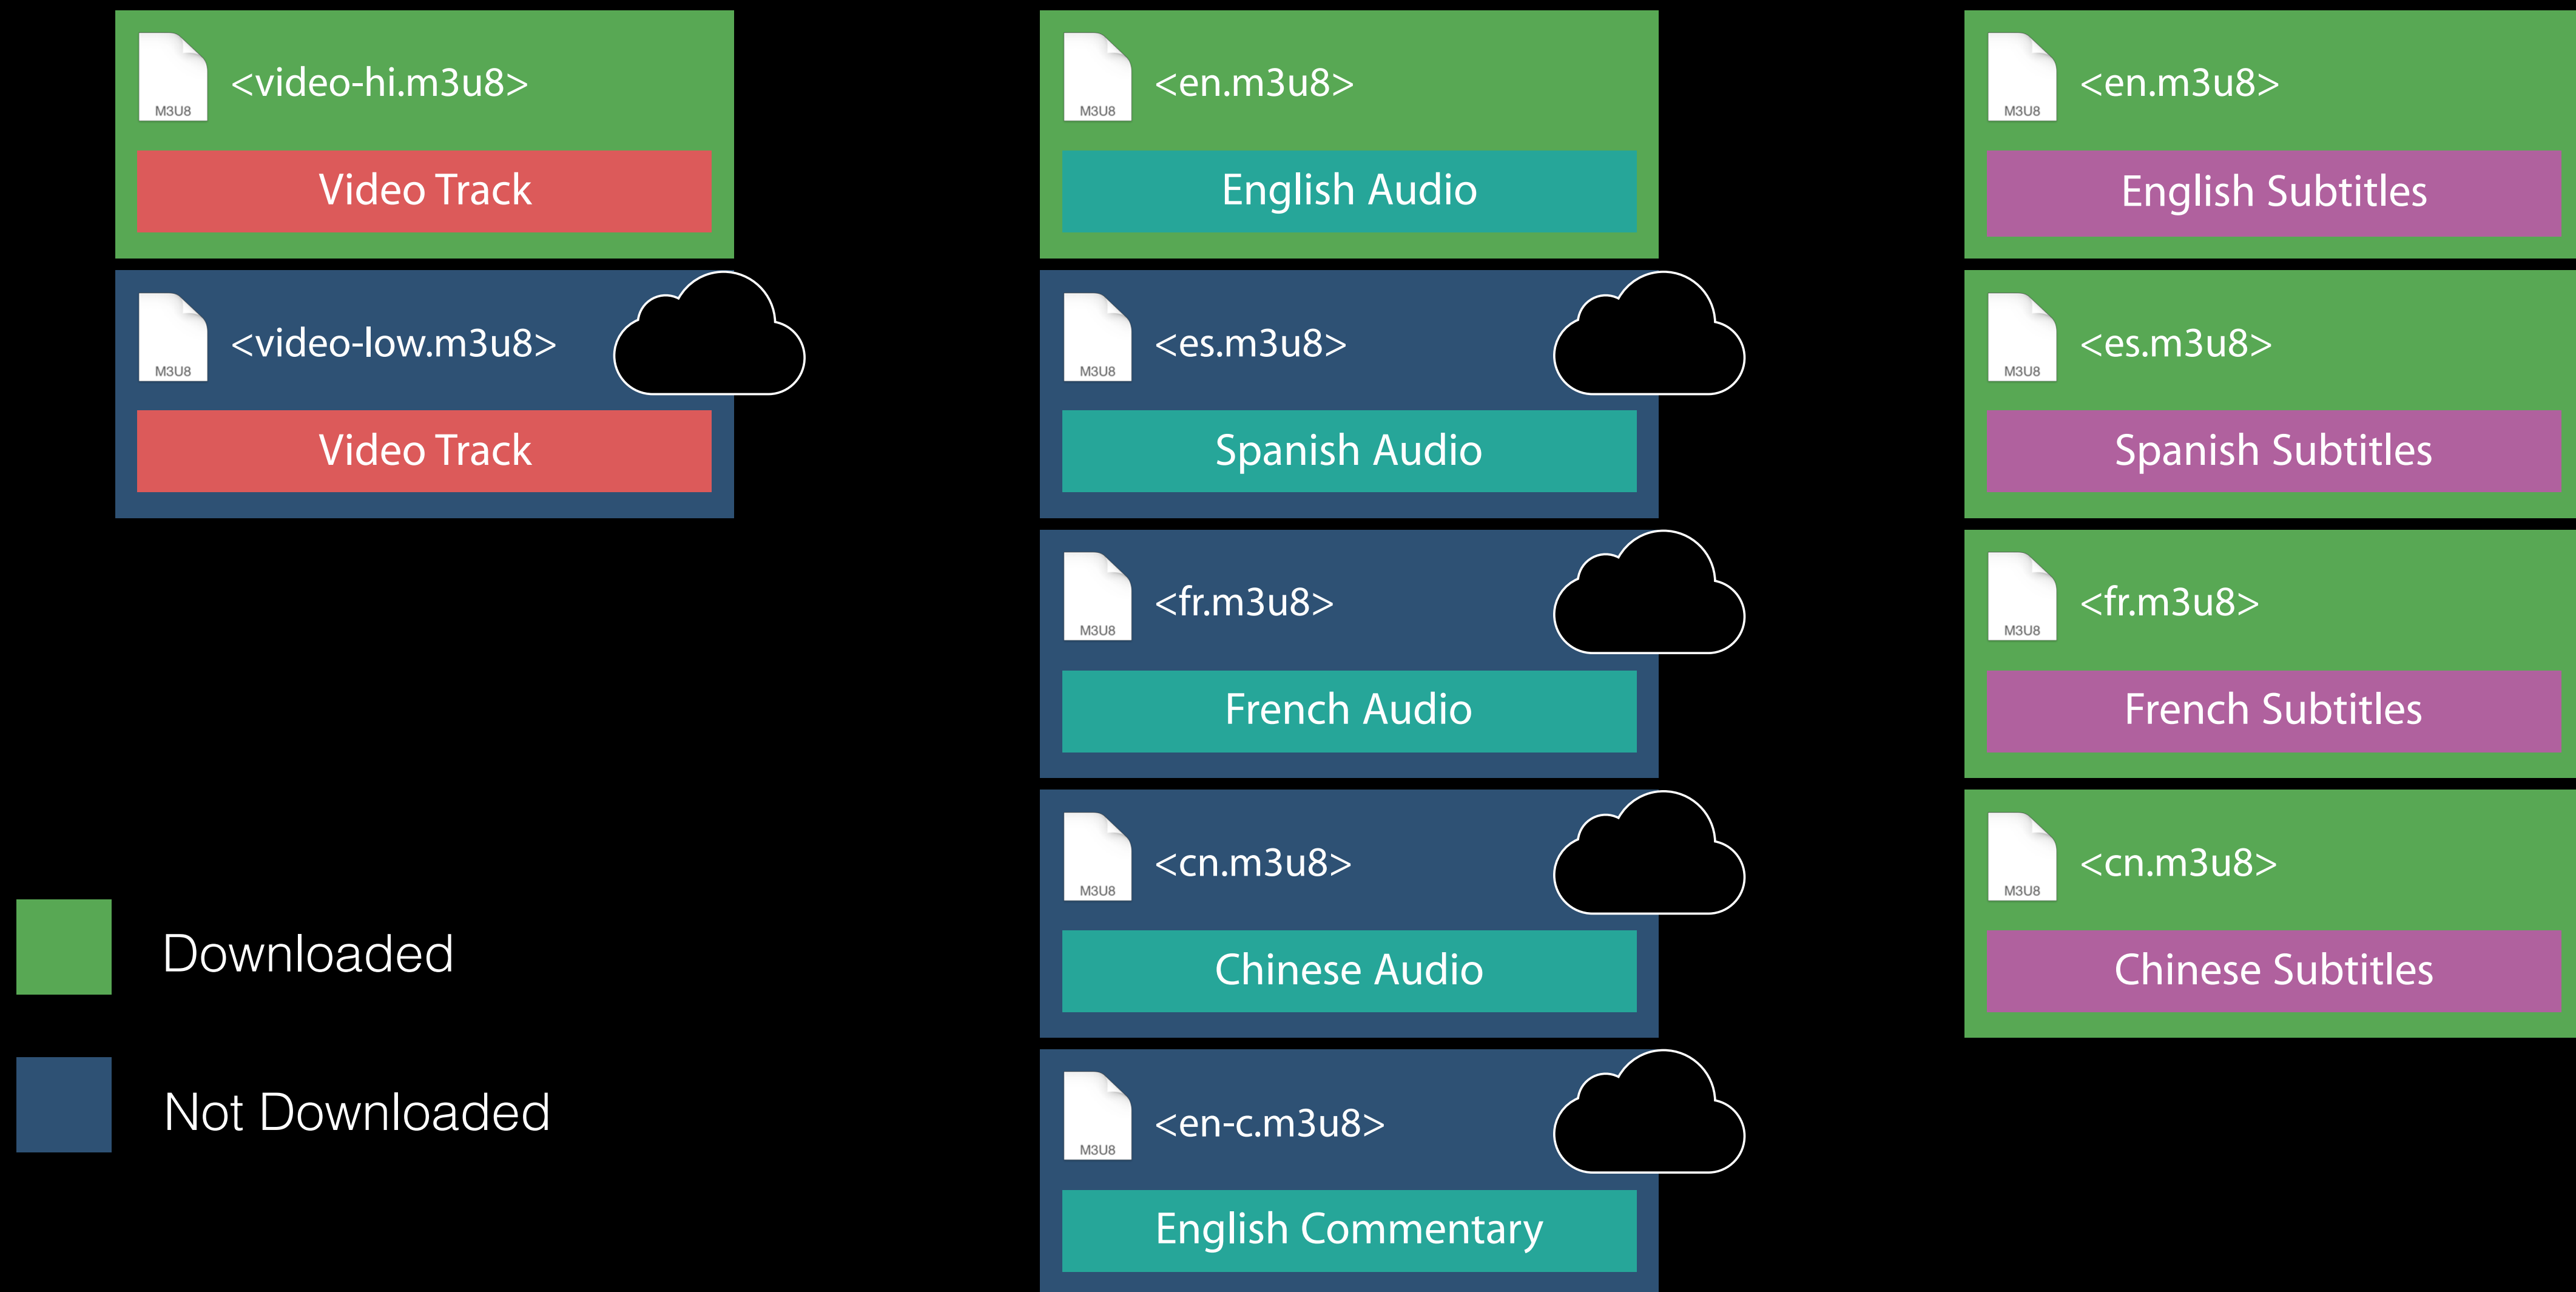 <video-hi.m3u8>
M3U8
Video Track
<video-low.m3u8>
M3U8
Video Track
<en.m3u8>
M3U8
English Audio
<es.m3u8>
M3U8
Spanish Audio
<fr.m3u8>
M3U8
French Audio
<cn.m3u8>
M3U8
Chinese Audio
<en-c.m3u8>
M3U8
English Commentary
<en.m3u8>
M3U8
English Subtitles
<es.m3u8>
M3U8
Spanish Subtitles
<fr.m3u8>
M3U8
French Subtitles
<cn.m3u8>
M3U8
Chinese Subtitles
Downloaded
Not Downloaded